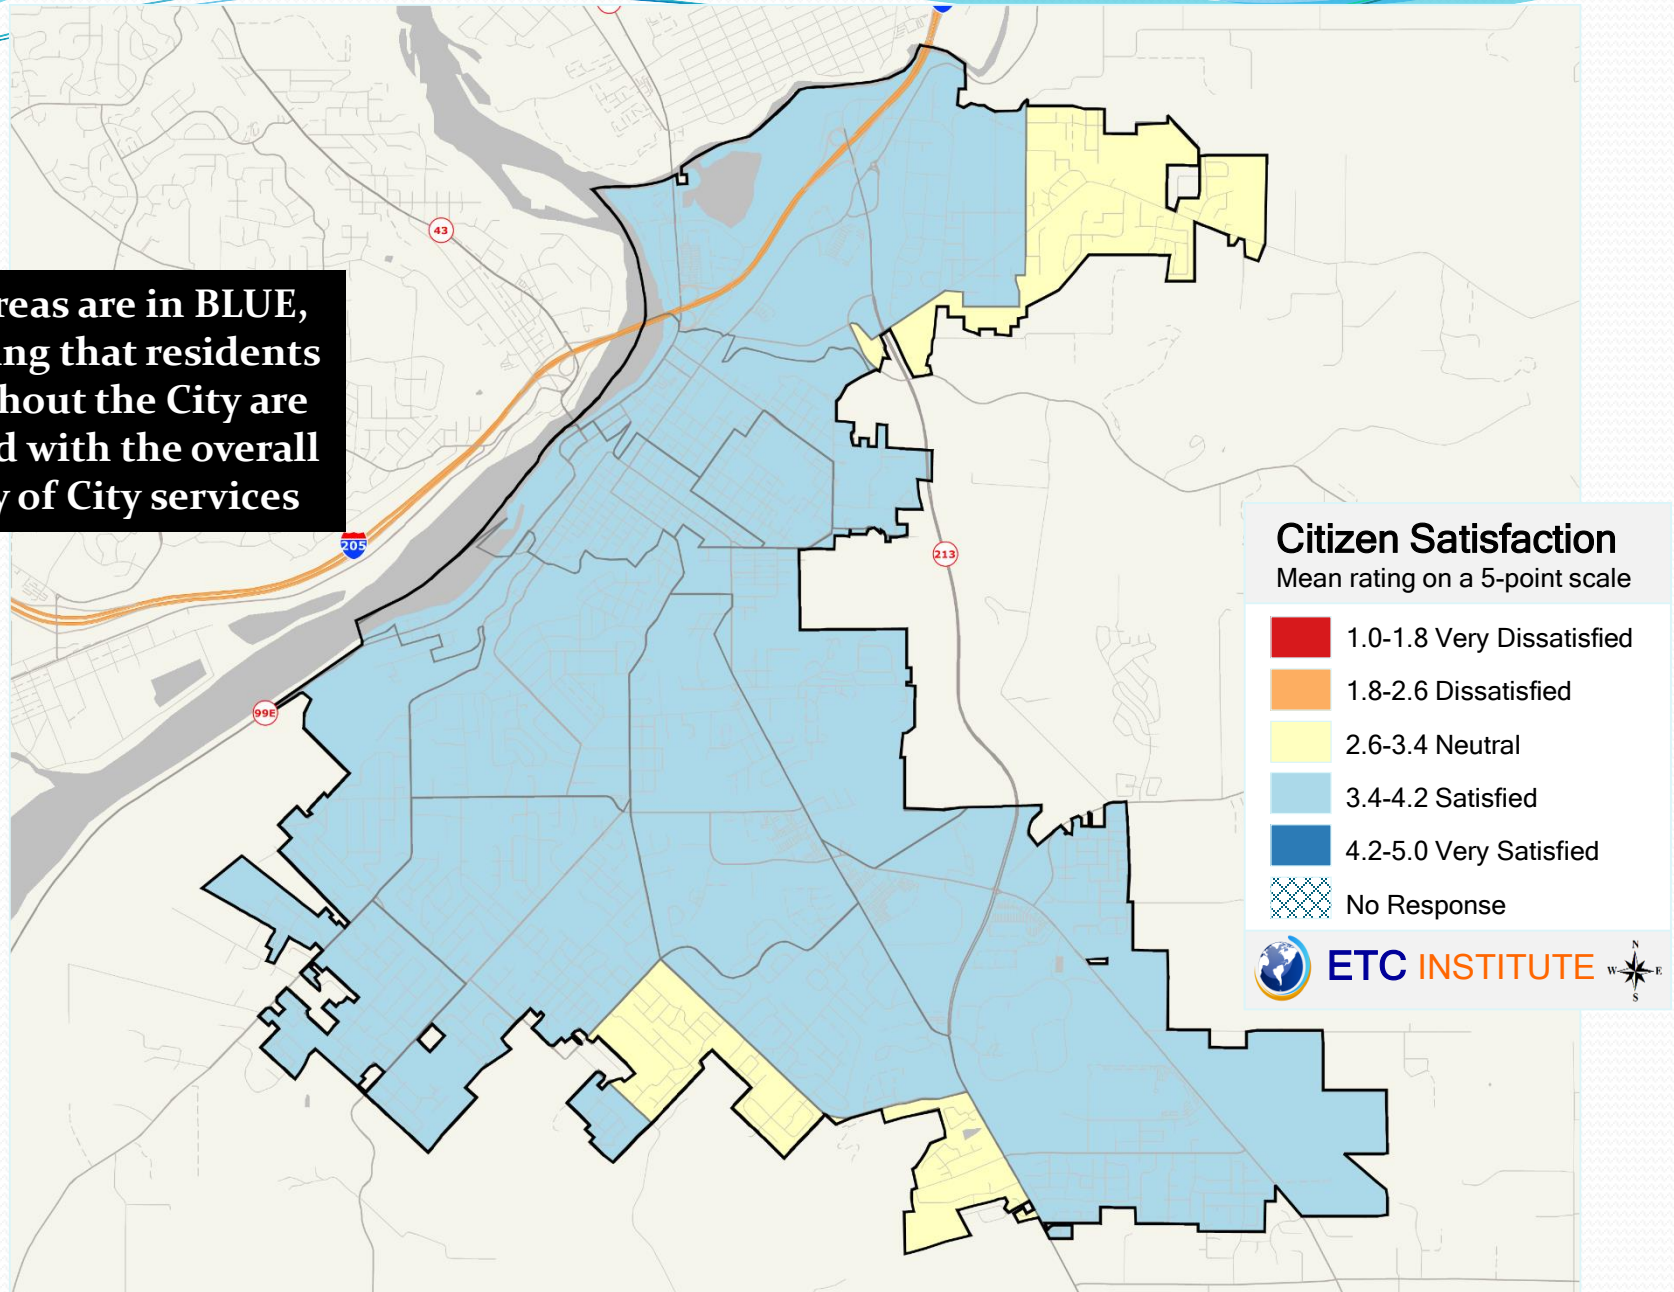 43
reas are in BLUE,
ing that residents
hout the City are
d with the overall
y of City services
205
213
99E
Citizen Satisfaction
Mean rating on a 5-point scale
1.0-1.8 Very Dissatisfied
1.8-2.6 Dissatisfied
2.6-3.4 Neutral
3.4-4.2 Satisfied
4.2-5.0 Very Satisfied
No Response
ETC INSTITUTE
N
W E
S